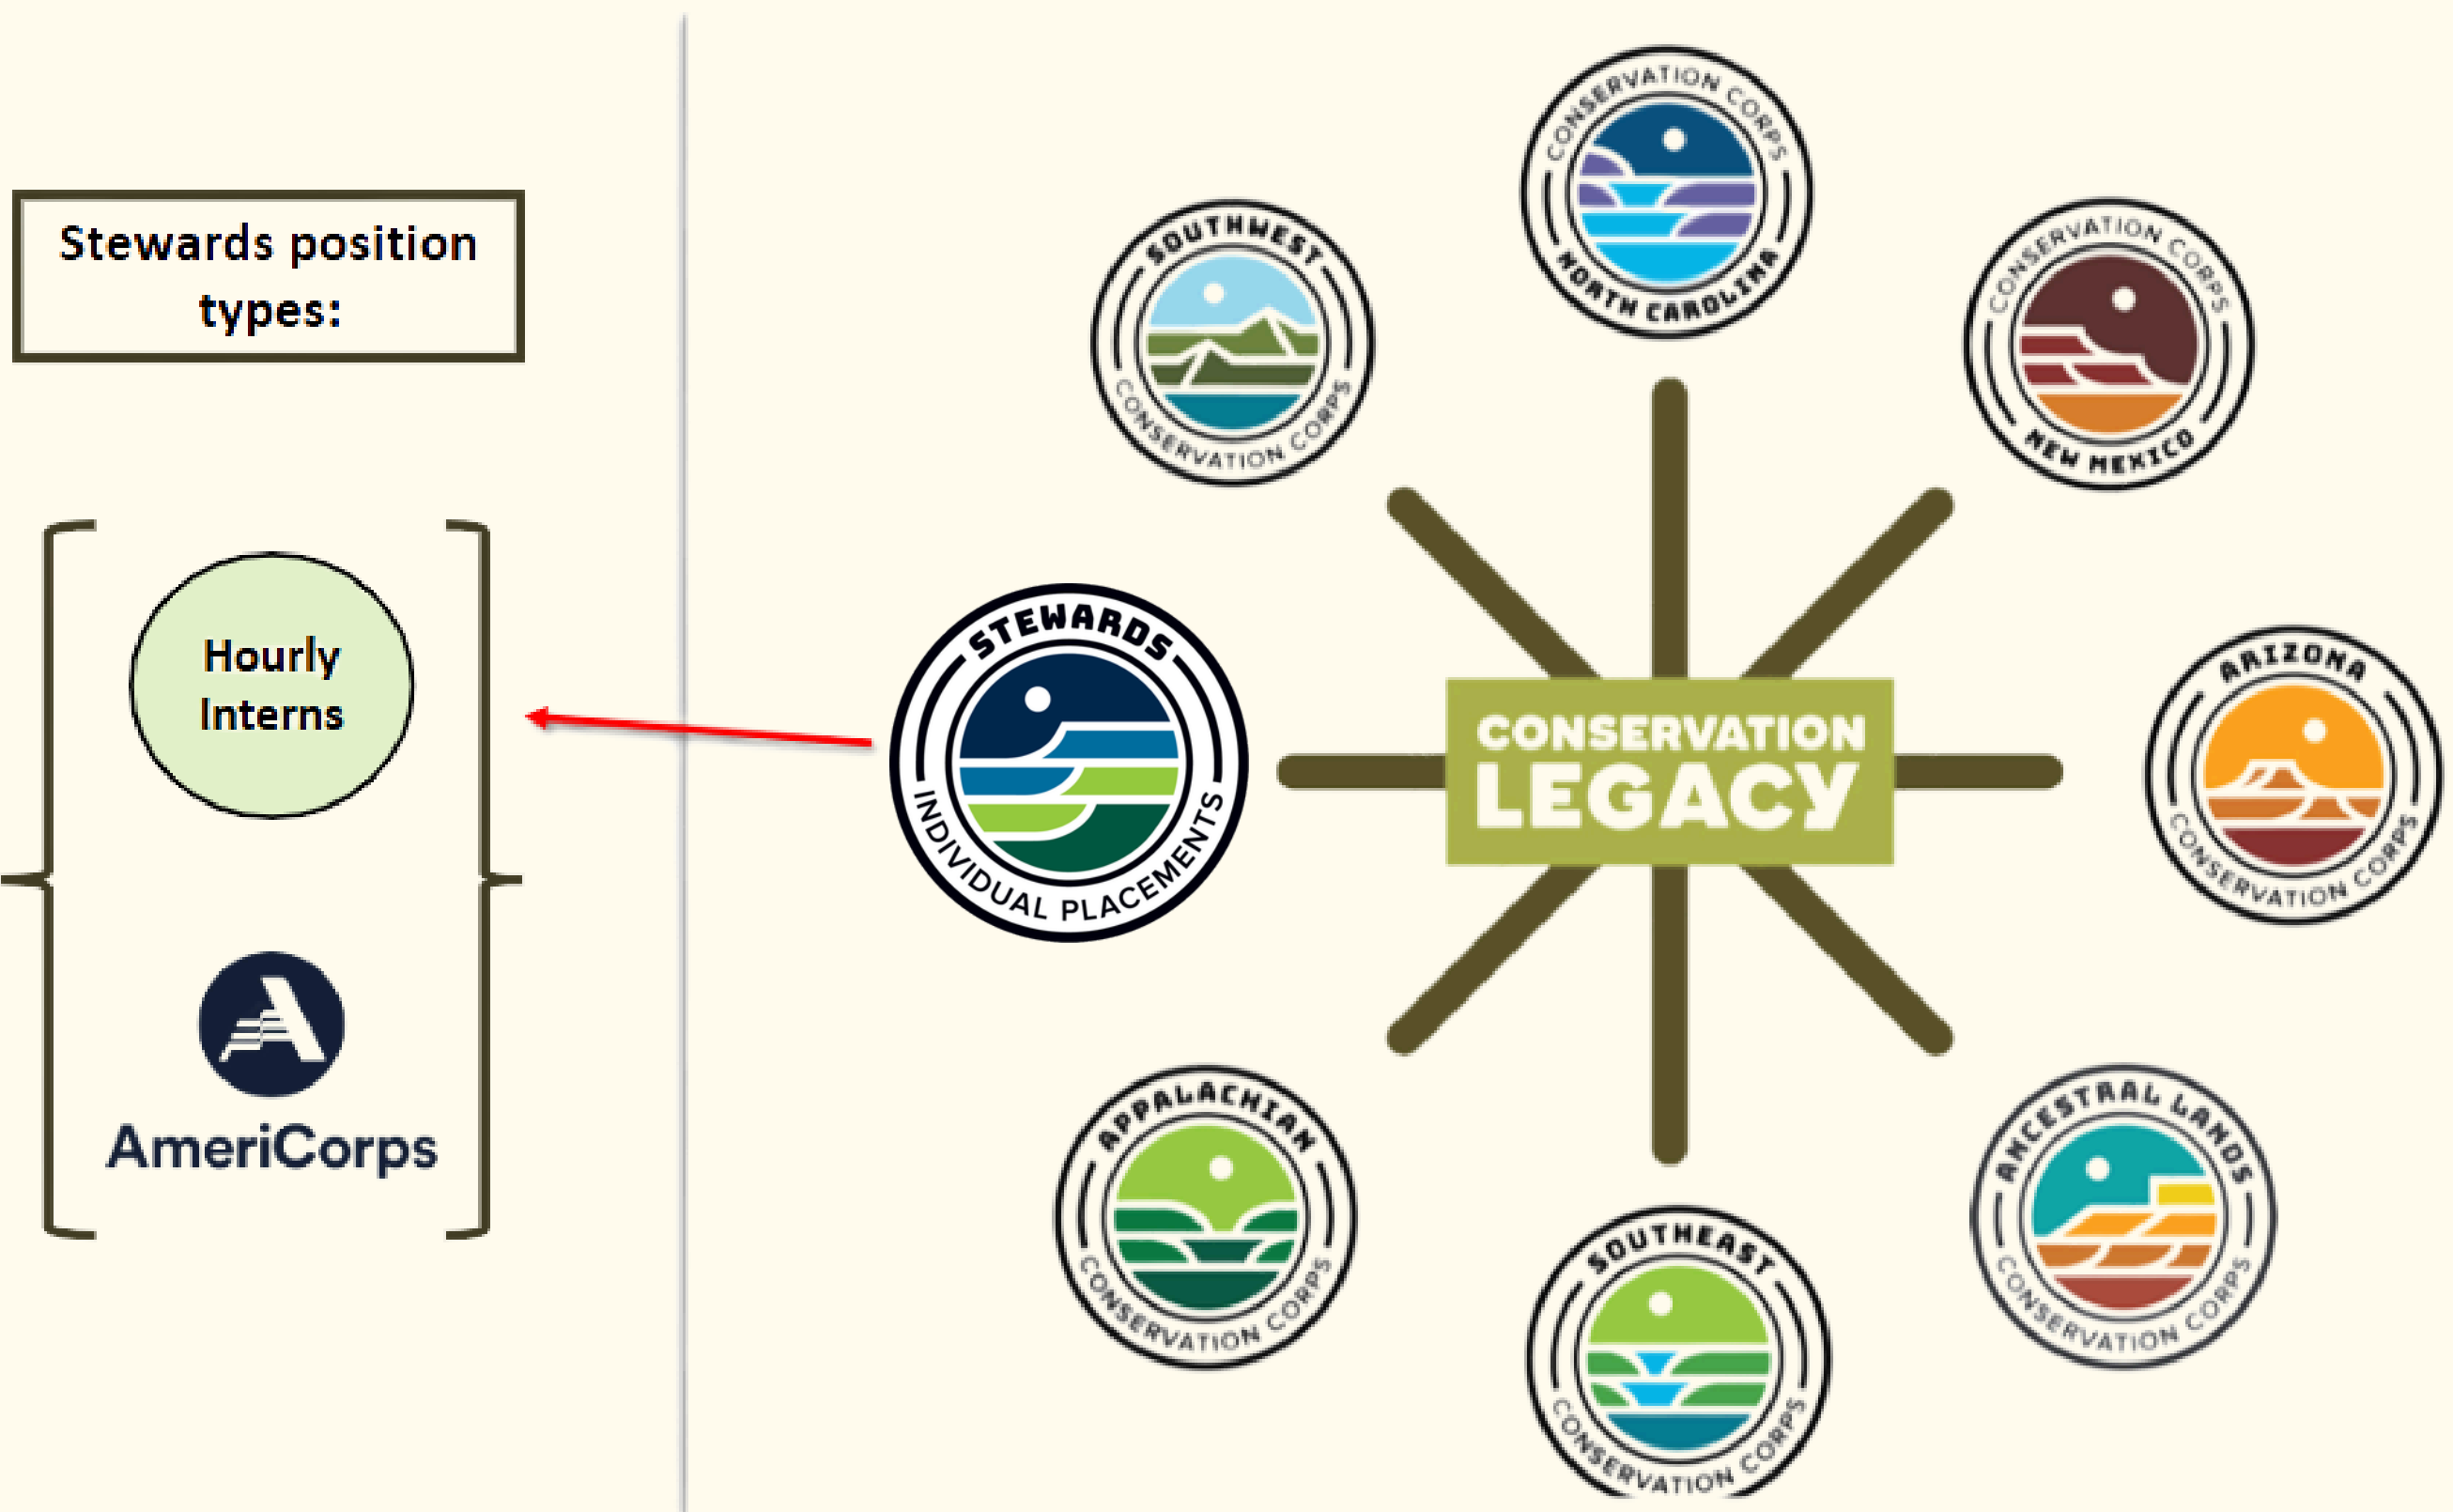 Stewards position
types:
Hourly
Interns
AmeriCorps
CONSERVATION CORPS
NORTH CAROLINA
SOUTHWEST
CONSERVATION CORPS
CONSERVATION CORPS
NEW MEXICO
STEWARDS
INDIVIDUAL PLACEMENTS
CONSERVATION
LEGACY
ARIZONA
CONSERVATION CORPS
APPALACHIAN
CONSERVATION CORPS
SOUTHEAST
CONSERVATION CORPS
ANCESTRAL LANDS
CONSERVATION CORPS